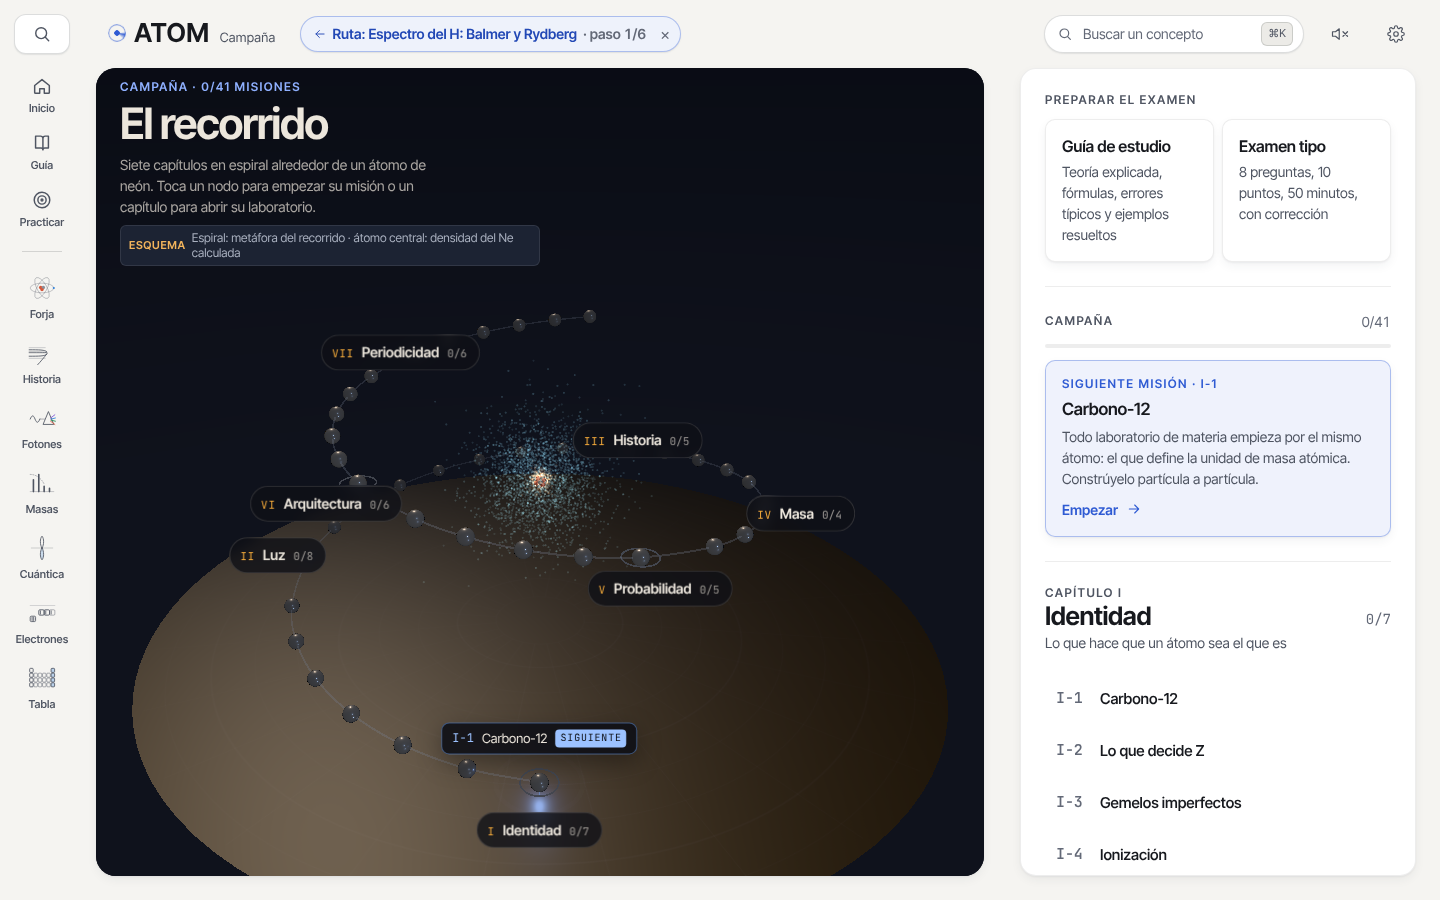 ATOM Campaña
← Ruta: Espectro del H: Balmer y Rydberg · paso 1/6 ×
Buscar un concepto ⌘K
Inicio
Guía
Practicar
Forja
Historia
Fotones
Masas
Cuántica
Electrones
Tabla
CAMPAÑA · 0/41 MISIONES
El recorrido
Siete capítulos en espiral alrededor de un átomo de
neón. Toca un nodo para empezar su misión o un
capítulo para abrir su laboratorio.
ESQUEMA Espiral: metáfora del recorrido · átomo central: densidad del Ne
calculada
VII Periodicidad 0/6
III Historia 0/5
VI Arquitectura 0/6
IV Masa 0/4
II Luz 0/8
V Probabilidad 0/5
I-1 Carbono-12 SIGUIENTE
I Identidad 0/7
PREPARAR EL EXAMEN
Guía de estudio
Teoría explicada,
fórmulas, errores
típicos y ejemplos
resueltos
Examen tipo
8 preguntas, 10
puntos, 50 minutos,
con corrección
CAMPAÑA 0/41
SIGUIENTE MISIÓN · I-1
Carbono-12
Todo laboratorio de materia empieza por el mismo
átomo: el que define la unidad de masa atómica.
Constrúyelo partícula a partícula.
Empezar →
CAPÍTULO I
Identidad 0/7
Lo que hace que un átomo sea el que es
I-1 Carbono-12
I-2 Lo que decide Z
I-3 Gemelos imperfectos
I-4 Ionización